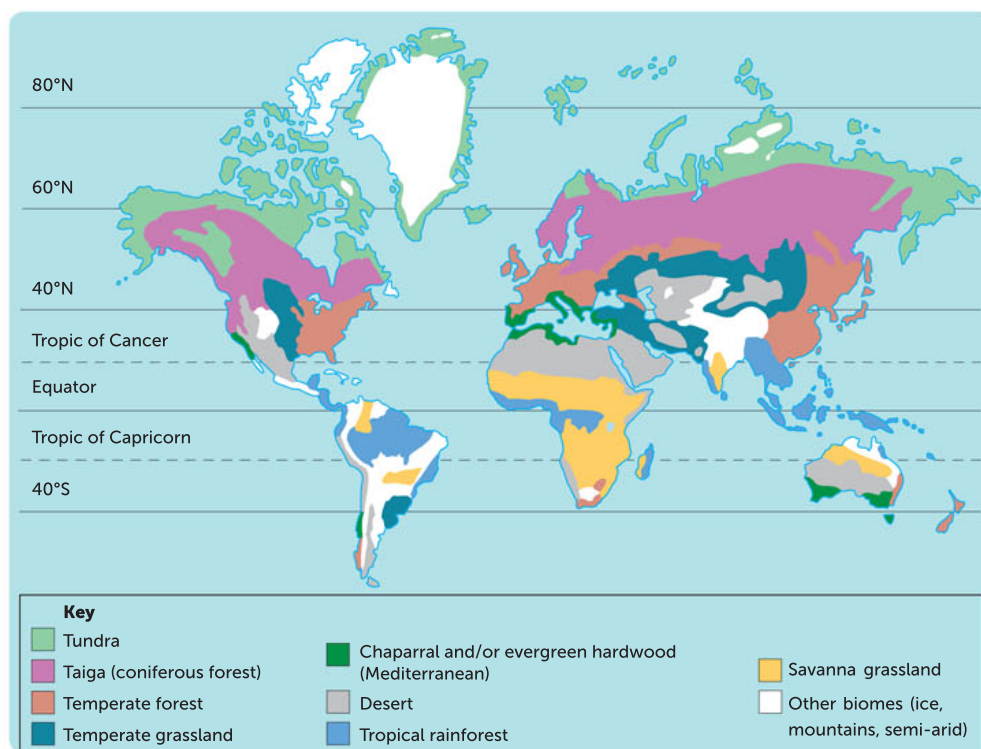 80°N
60°N
40°N
Tropic of Cancer
Equator
Tropic of Capricorn
40°S
Key
Tundra
Taiga (coniferous forest)
Temperate forest
Temperate grassland
Chaparral and/or evergreen hardwood
(Mediterranean)
Desert
Tropical rainforest
Savanna grassland
Other biomes (ice,
mountains, semi-arid)